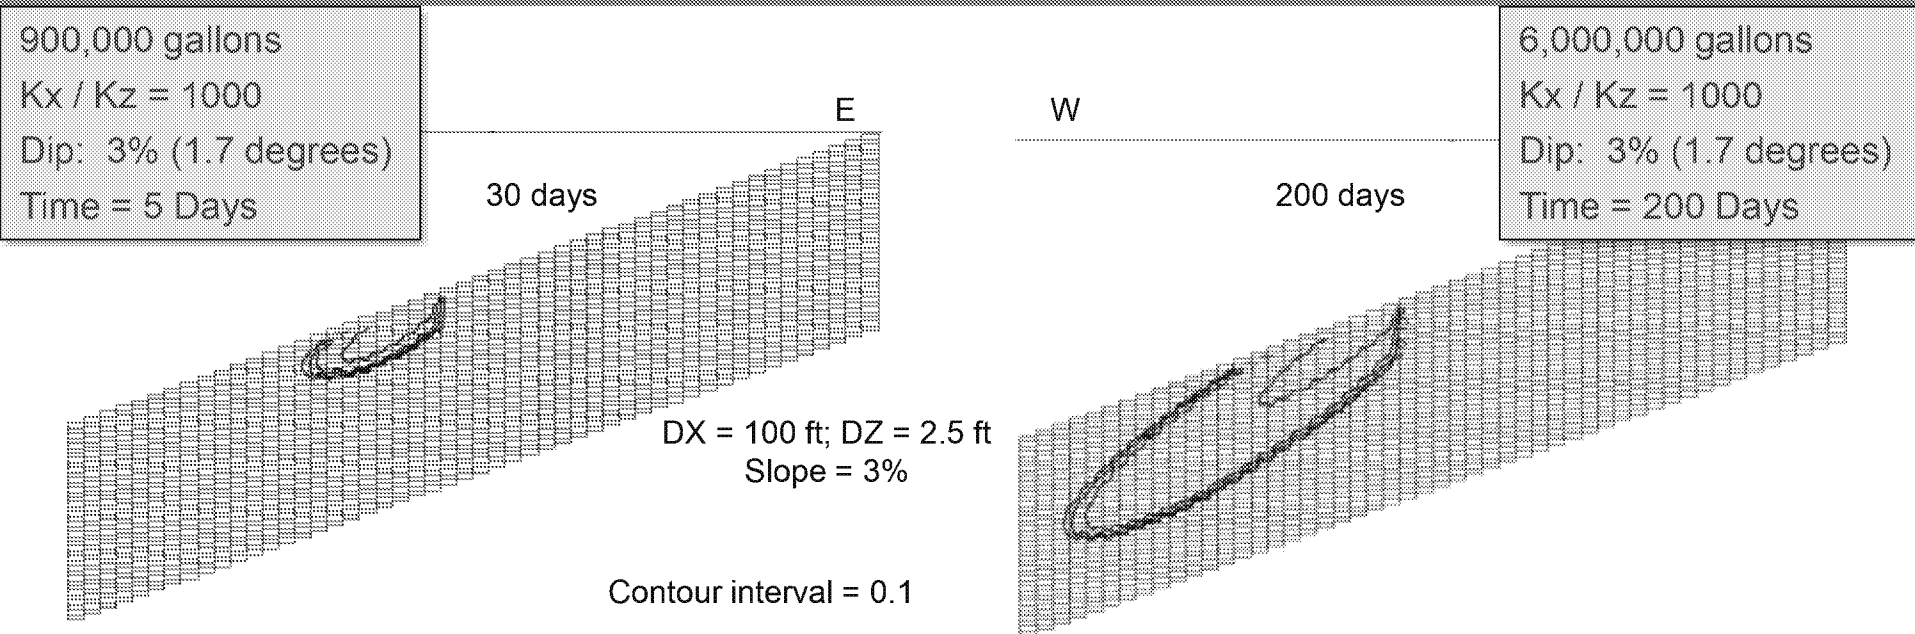 900,000 gallons
Kx / Kz = 1000
Dip: 3% (1.7 degrees)
Time = 5 Days
E
30 days
W
200 days
6,000,000 gallons
Kx / Kz = 1000
Dip: 3% (1.7 degrees)
Time = 200 Days
DX = 100 ft; DZ = 2.5 ft
Slope = 3%
Contour interval = 0.1